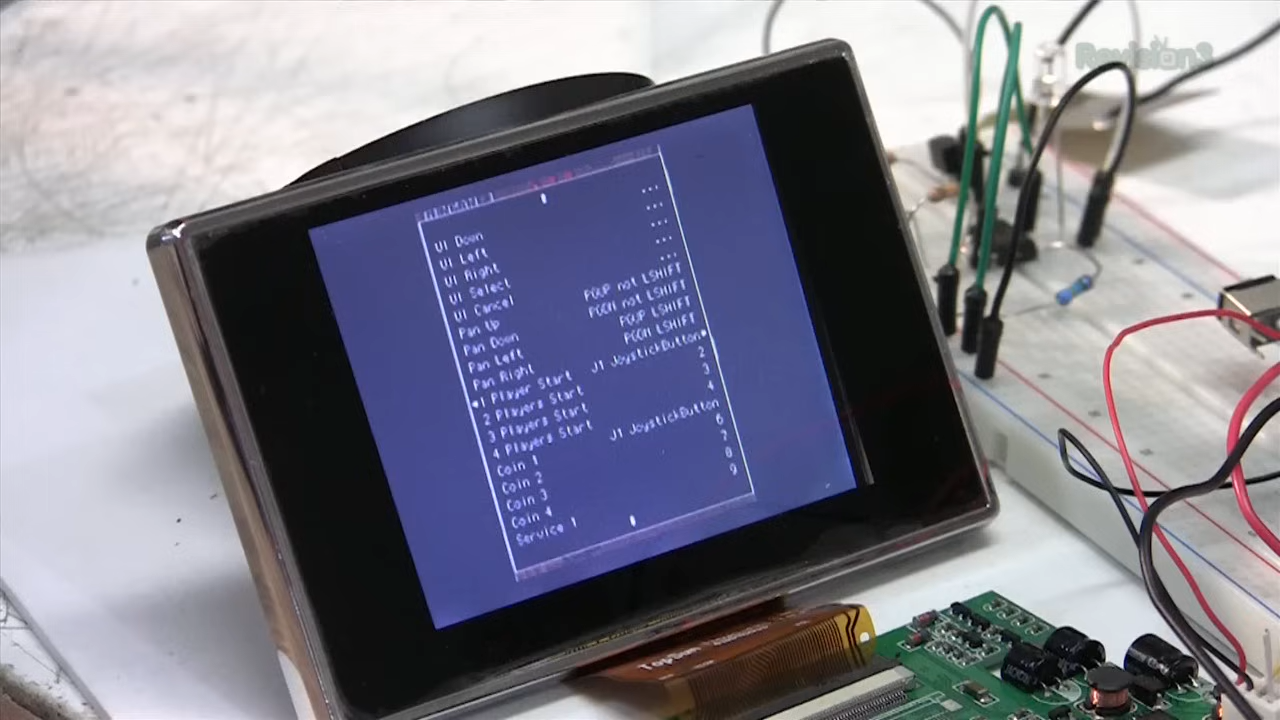 Revision3
UI Down ...
UI Left ...
UI Right ...
UI Select ...
UI Cancel ...
Pan Up PGUP not LSHIFT
Pan Down PGDN not LSHIFT
Pan Left PGUP LSHIFT
Pan Right PGDN LSHIFT
1 Player Start J1 JoystickButton
2 Players Start 2
3 Players Start 3
4 Players Start 4
Coin 1 J1 JoystickButton
Coin 2 6
Coin 3 7
Coin 4 8
Service 1 9
TopSun